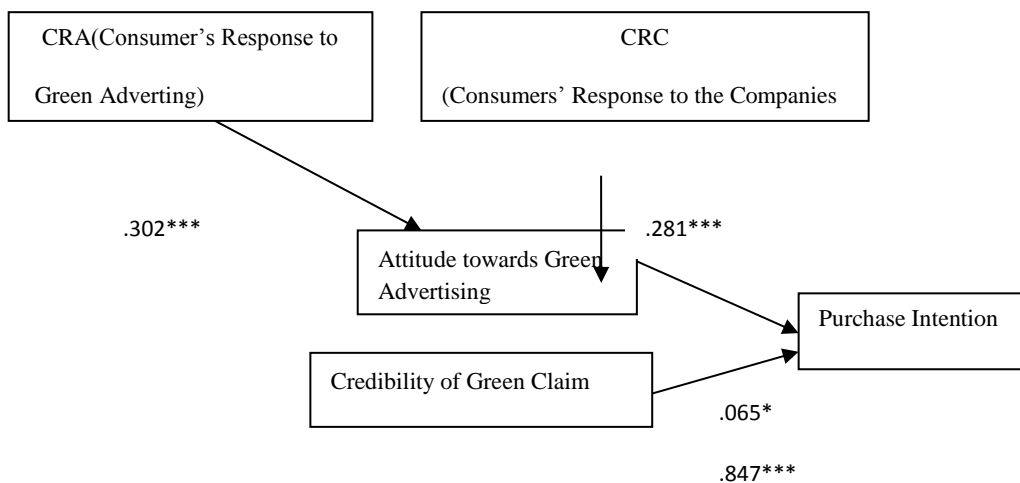 CRA(Consumer’s Response to
Green Adverting)
CRC
(Consumers’ Response to the Companies
.302***
.281***
Attitude towards Green
Advertising
Purchase Intention
Credibility of Green Claim
.065*
.847***